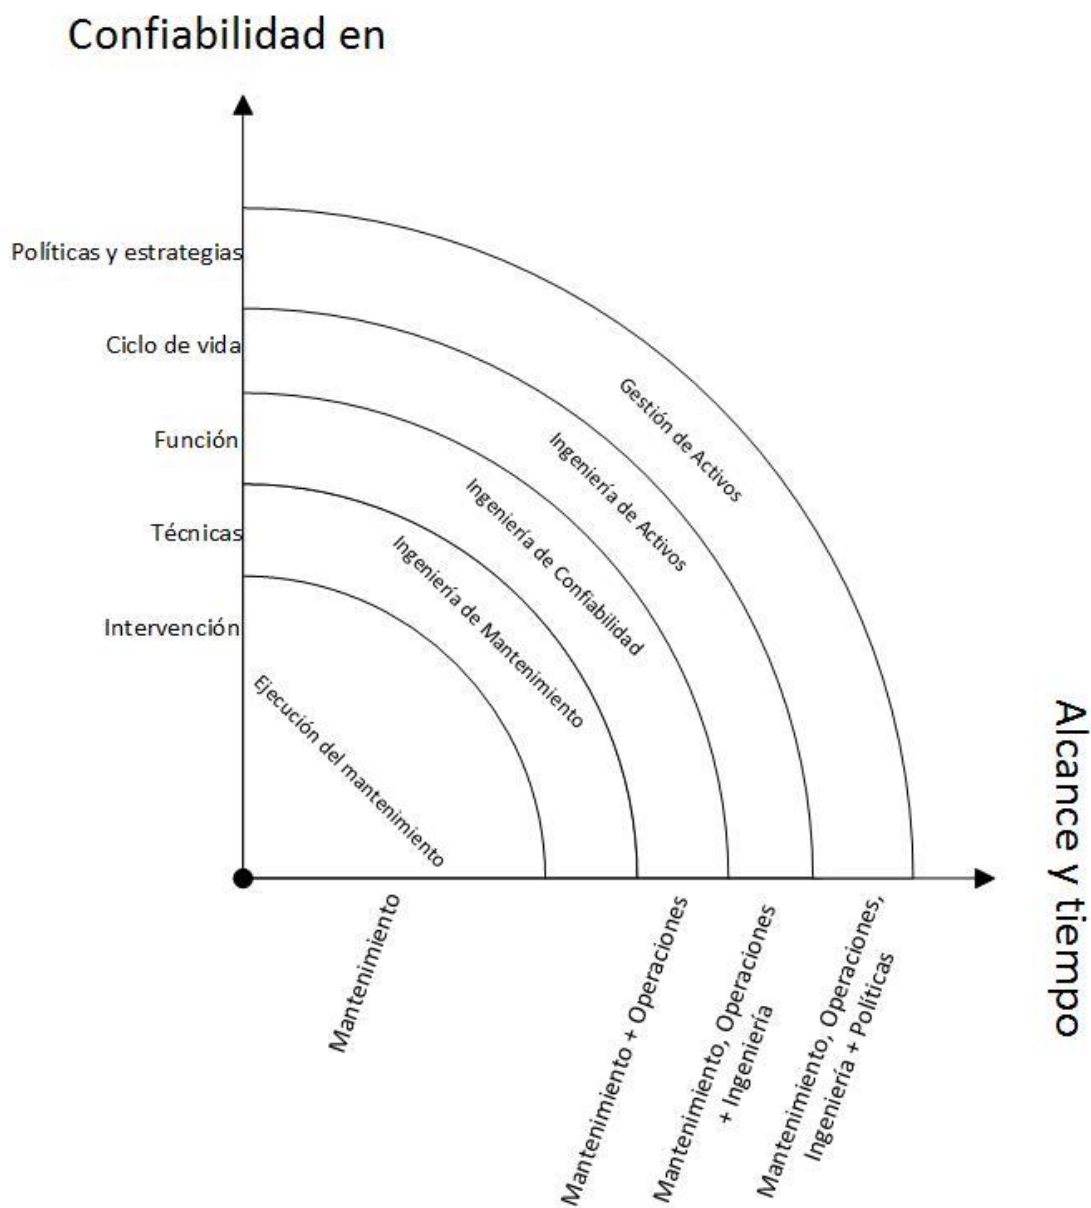 Confiabilidad en
Políticas y estrategias
Ciclo de vida
Función
Técnicas
Intervención
Gestión de Activos
Ingeniería de Activos
Ingeniería de Confiabilidad
Ingeniería de Mantenimiento
Ejecución del mantenimiento
Mantenimiento
Mantenimiento + Operaciones
Mantenimiento, Operaciones
+ Ingeniería
Mantenimiento, Operaciones,
Ingeniería + Políticas
Alcance y tiempo